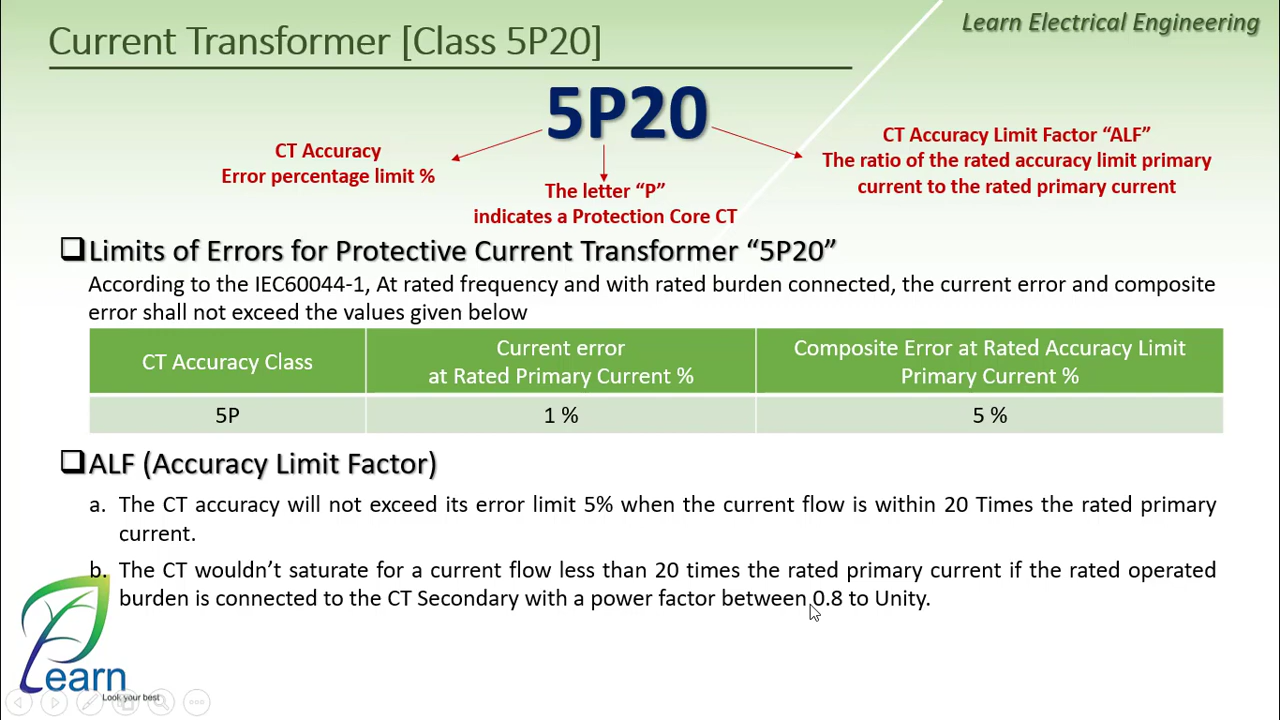 Current Transformer [Class 5P20]
Learn Electrical Engineering
5P20
CT Accuracy
Error percentage limit %
The letter “P”
indicates a Protection Core CT
CT Accuracy Limit Factor “ALF”
The ratio of the rated accuracy limit primary
current to the rated primary current
Limits of Errors for Protective Current Transformer “5P20”
According to the IEC60044-1, At rated frequency and with rated burden connected, the current error and composite
error shall not exceed the values given below
CT Accuracy Class
Current error
at Rated Primary Current %
Composite Error at Rated Accuracy Limit
Primary Current %
5P
1 %
5 %
ALF (Accuracy Limit Factor)
a. The CT accuracy will not exceed its error limit 5% when the current flow is within 20 Times the rated primary
current.
b. The CT wouldn’t saturate for a current flow less than 20 times the rated primary current if the rated operated
burden is connected to the CT Secondary with a power factor between 0.8 to Unity.
Learn
Look your best